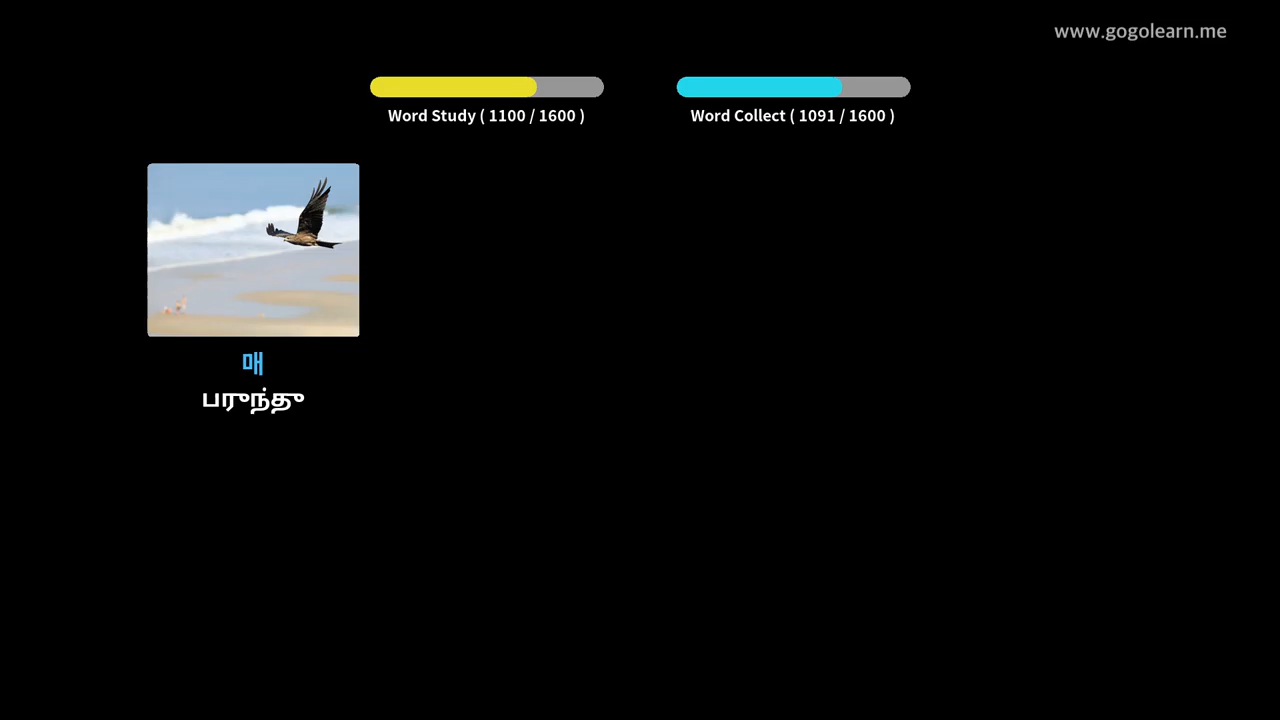 www.gogolearn.me
Word Study ( 1100 / 1600 )
Word Collect ( 1091 / 1600 )
매
பருந்து